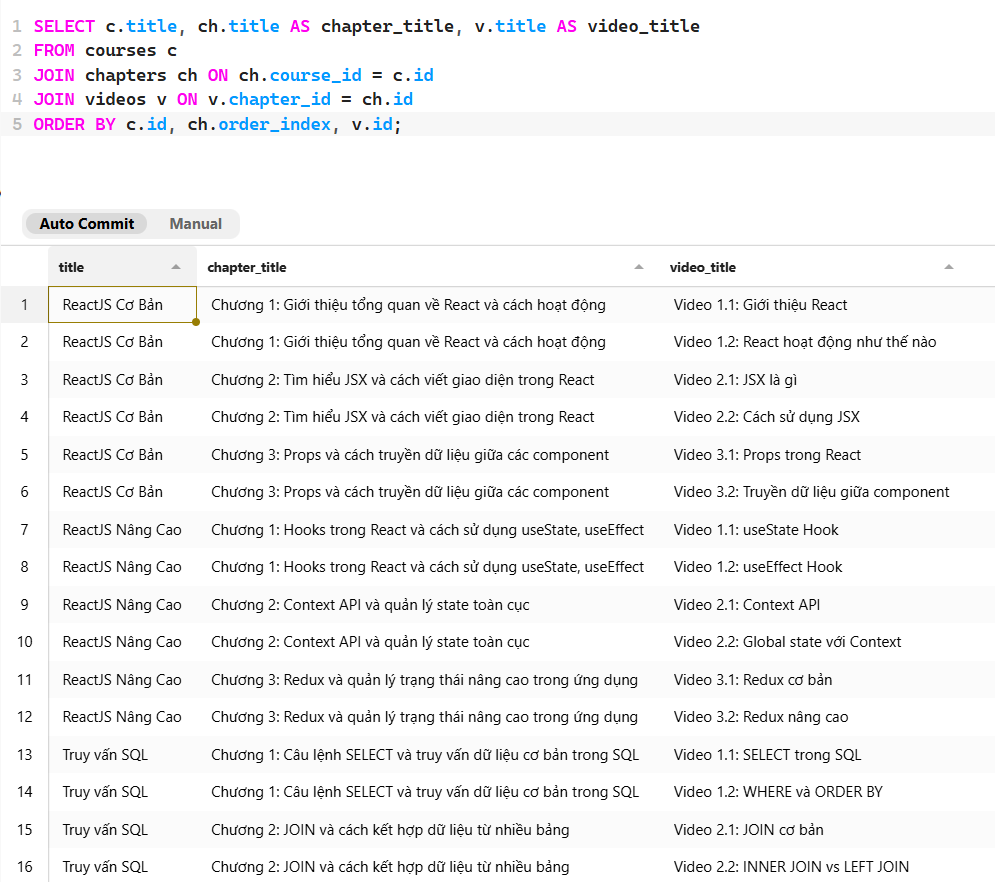 1 SELECT c.title, ch.title AS chapter_title, v.title AS video_title
2 FROM courses c
3 JOIN chapters ch ON ch.course_id = c.id
4 JOIN videos v ON v.chapter_id = ch.id
5 ORDER BY c.id, ch.order_index, v.id;
Auto Commit Manual
title chapter_title video_title
1 ReactJS Cơ Bản Chương 1: Giới thiệu tổng quan về React và cách hoạt động Video 1.1: Giới thiệu React
2 ReactJS Cơ Bản Chương 1: Giới thiệu tổng quan về React và cách hoạt động Video 1.2: React hoạt động như thế nào
3 ReactJS Cơ Bản Chương 2: Tìm hiểu JSX và cách viết giao diện trong React Video 2.1: JSX là gì
4 ReactJS Cơ Bản Chương 2: Tìm hiểu JSX và cách viết giao diện trong React Video 2.2: Cách sử dụng JSX
5 ReactJS Cơ Bản Chương 3: Props và cách truyền dữ liệu giữa các component Video 3.1: Props trong React
6 ReactJS Cơ Bản Chương 3: Props và cách truyền dữ liệu giữa các component Video 3.2: Truyền dữ liệu giữa component
7 ReactJS Nâng Cao Chương 1: Hooks trong React và cách sử dụng useState, useEffect Video 1.1: useState Hook
8 ReactJS Nâng Cao Chương 1: Hooks trong React và cách sử dụng useState, useEffect Video 1.2: useEffect Hook
9 ReactJS Nâng Cao Chương 2: Context API và quản lý state toàn cục Video 2.1: Context API
10 ReactJS Nâng Cao Chương 2: Context API và quản lý state toàn cục Video 2.2: Global state với Context
11 ReactJS Nâng Cao Chương 3: Redux và quản lý trạng thái nâng cao trong ứng dụng Video 3.1: Redux cơ bản
12 ReactJS Nâng Cao Chương 3: Redux và quản lý trạng thái nâng cao trong ứng dụng Video 3.2: Redux nâng cao
13 Truy vấn SQL Chương 1: Câu lệnh SELECT và truy vấn dữ liệu cơ bản trong SQL Video 1.1: SELECT trong SQL
14 Truy vấn SQL Chương 1: Câu lệnh SELECT và truy vấn dữ liệu cơ bản trong SQL Video 1.2: WHERE và ORDER BY
15 Truy vấn SQL Chương 2: JOIN và cách kết hợp dữ liệu từ nhiều bảng Video 2.1: JOIN cơ bản
16 Truy vấn SQL Chương 2: JOIN và cách kết hợp dữ liệu từ nhiều bảng Video 2.2: INNER JOIN vs LEFT JOIN